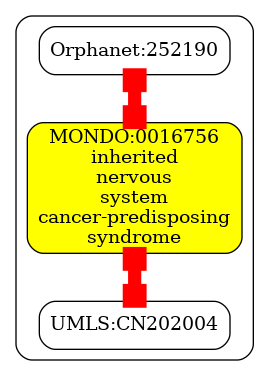 Orphanet:252190
MONDO:0016756
inherited
nervous
system
cancer-predisposing
syndrome
UMLS:CN202004